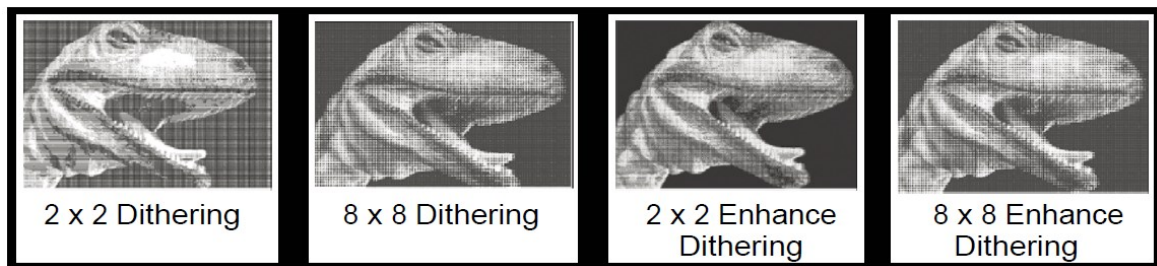 2 x 2 Dithering
8 x 8 Dithering
2 x 2 Enhance
Dithering
8 x 8 Enhance
Dithering